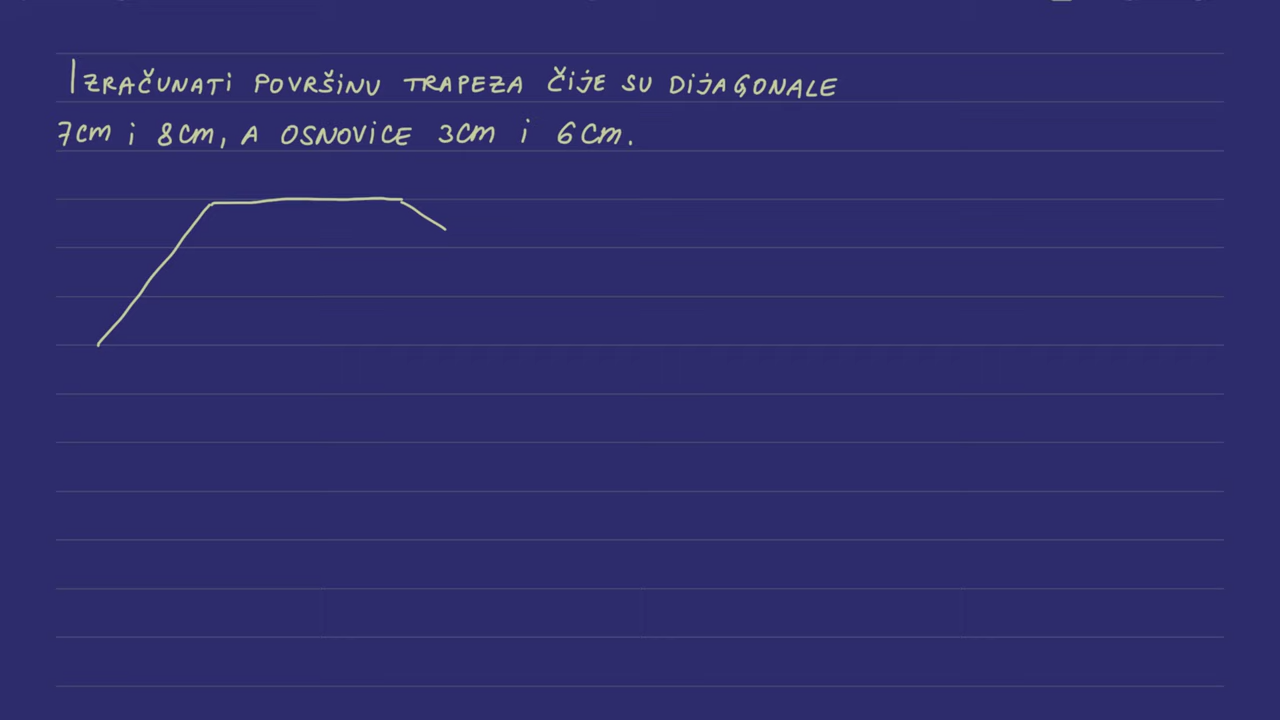 IZRAČUNATI POVRŠINU TRAPEZA ČIJE SU DIJAGONALE
7cm i 8cm, A OSNOVICE 3cm i 6cm.